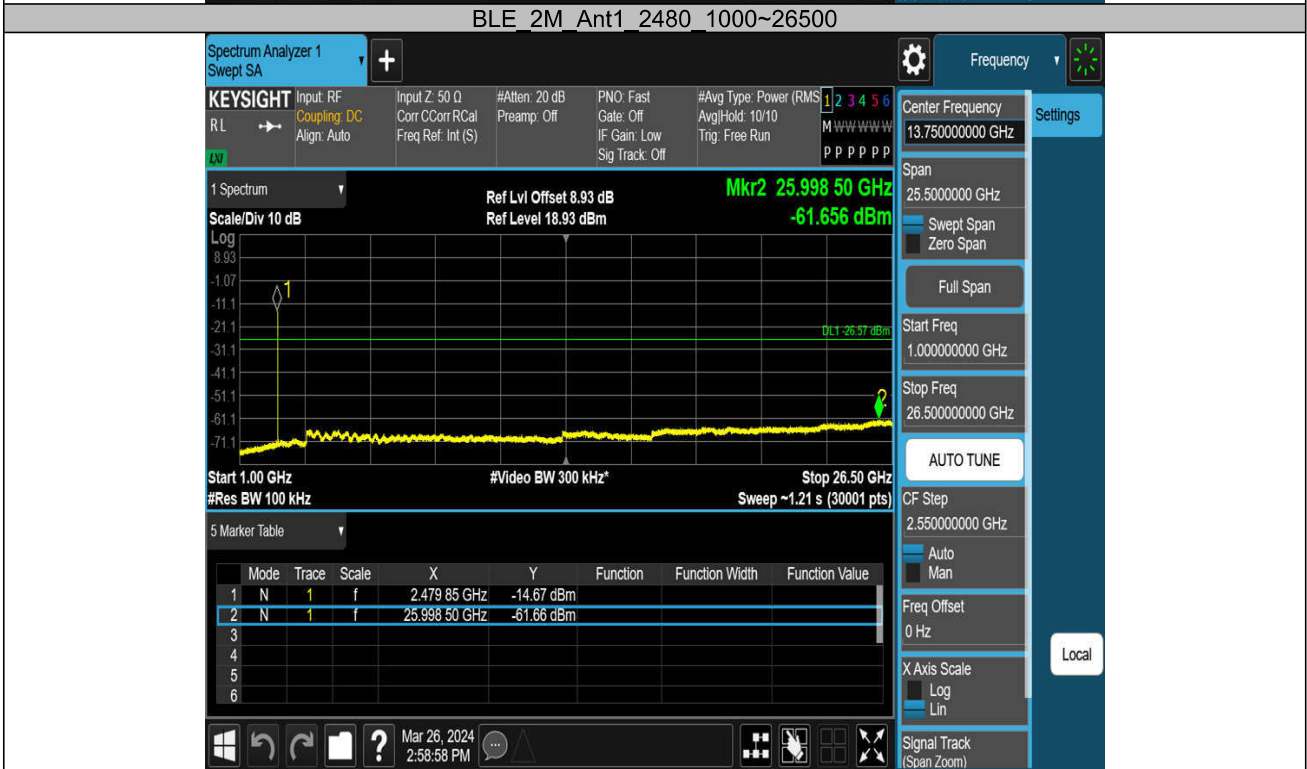 BLE_2M_Ant1_2480_1000~26500
Spectrum Analyzer 1
Swept SA
+
Frequency
KEYSIGHT
RL
LXI
Input: RF
Coupling: DC
Align: Auto
Input Z: 50 Ω
Corr CCorr RCal
Freq Ref: Int (S)
#Atten: 20 dB
Preamp: Off
PNO: Fast
Gate: Off
IF Gain: Low
Sig Track: Off
#Avg Type: Power (RMS
Avg|Hold: 10/10
Trig: Free Run
1 2 3 4 5 6
M W W W W W
P P P P P P
1 Spectrum
Scale/Div 10 dB
Ref Lvl Offset 8.93 dB
Ref Level 18.93 dBm
Mkr2 25.998 50 GHz
-61.656 dBm
Log
8.93
-1.07
-11.1
-21.1
-31.1
-41.1
-51.1
-61.1
-71.1
1
DL1 -26.57 dBm
2
Start 1.00 GHz
#Res BW 100 kHz
#Video BW 300 kHz*
Stop 26.50 GHz
Sweep ~1.21 s (30001 pts)
5 Marker Table
Mode Trace Scale X Y Function Function Width Function Value
1 N 1 f 2.479 85 GHz -14.67 dBm
2 N 1 f 25.998 50 GHz -61.66 dBm
3
4
5
6
Mar 26, 2024
2:58:58 PM
?
Center Frequency
13.750000000 GHz
Settings
Span
25.5000000 GHz
Swept Span
Zero Span
Full Span
Start Freq
1.000000000 GHz
Stop Freq
26.500000000 GHz
AUTO TUNE
CF Step
2.550000000 GHz
Auto
Man
Freq Offset
0 Hz
Local
X Axis Scale
Log
Lin
Signal Track
(Span Zoom)